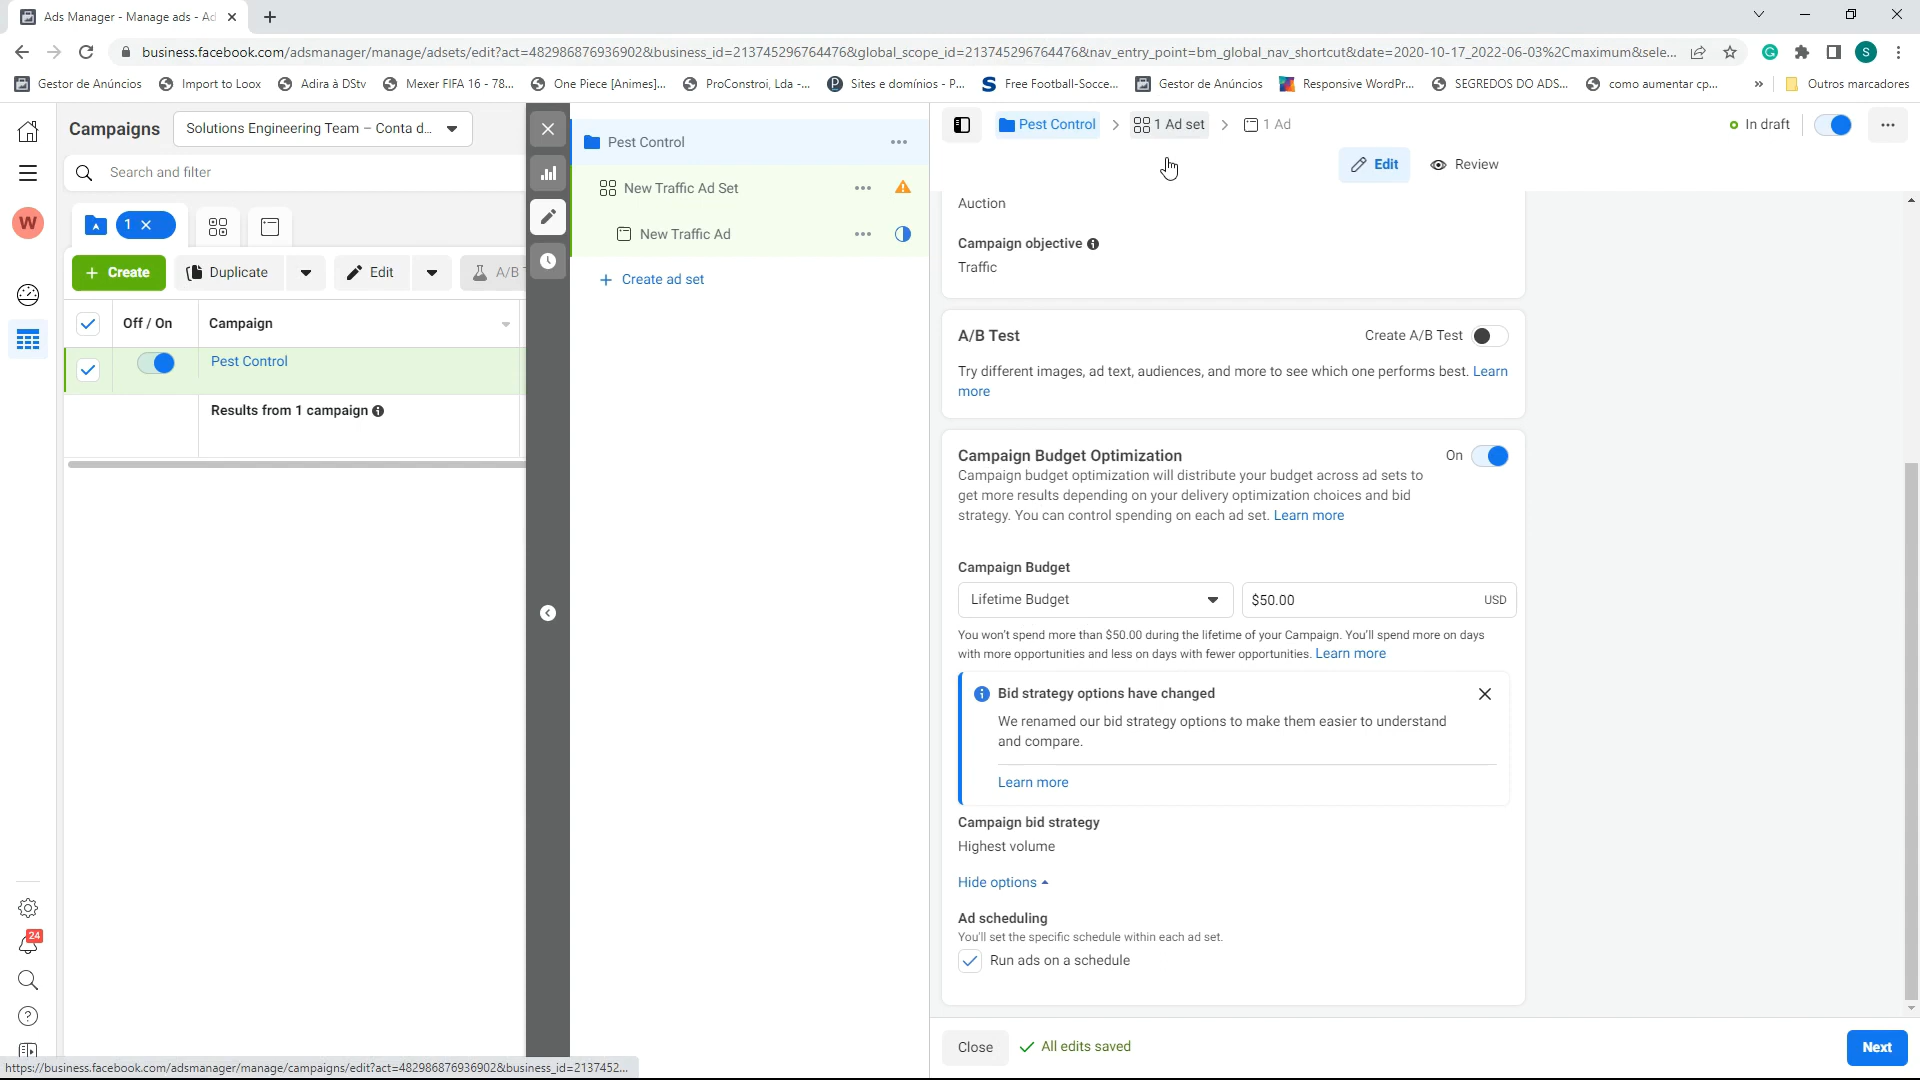 Ads Manager - Manage ads - Ad
business.facebook.com/adsmanager/manage/adsets/edit?act=482986876936902&business_id=213745296764476&global_scope_id=213745296764476&nav_entry_point=bm_global_nav_shortcut&date=2020-10-17_2022-06-03%2Cmaximum&sele...
S
Gestor de Anúncios
Import to Loox
Adira à DStv
Mexer FIFA 16 - 78...
One Piece [Animes]...
ProConstroi, Lda -...
Sites e domínios - P...
Free Football-Socce...
Gestor de Anúncios
Responsive WordPr...
SEGREDOS DO ADS...
como aumentar cp...
»
Outros marcadores
Campaigns
Solutions Engineering Team – Conta d...
Search and filter
W
1
+ Create
Duplicate
Edit
A/B T
Off / On
Campaign
Pest Control
Results from 1 campaign
24
Pest Control
New Traffic Ad Set
New Traffic Ad
+ Create ad set
Pest Control > 1 Ad set > 1 Ad
In draft
Edit
Review
Auction
Campaign objective
Traffic
A/B Test
Create A/B Test
Try different images, ad text, audiences, and more to see which one performs best. Learn
more
Campaign Budget Optimization
On
Campaign budget optimization will distribute your budget across ad sets to
get more results depending on your delivery optimization choices and bid
strategy. You can control spending on each ad set. Learn more
Campaign Budget
Lifetime Budget
$50.00
USD
You won't spend more than $50.00 during the lifetime of your Campaign. You'll spend more on days
with more opportunities and less on days with fewer opportunities. Learn more
Bid strategy options have changed
We renamed our bid strategy options to make them easier to understand
and compare.
Learn more
Campaign bid strategy
Highest volume
Hide options
Ad scheduling
You'll set the specific schedule within each ad set.
Run ads on a schedule
Close
All edits saved
Next
https://business.facebook.com/adsmanager/manage/campaigns/edit?act=482986876936902&business_id=2137452...